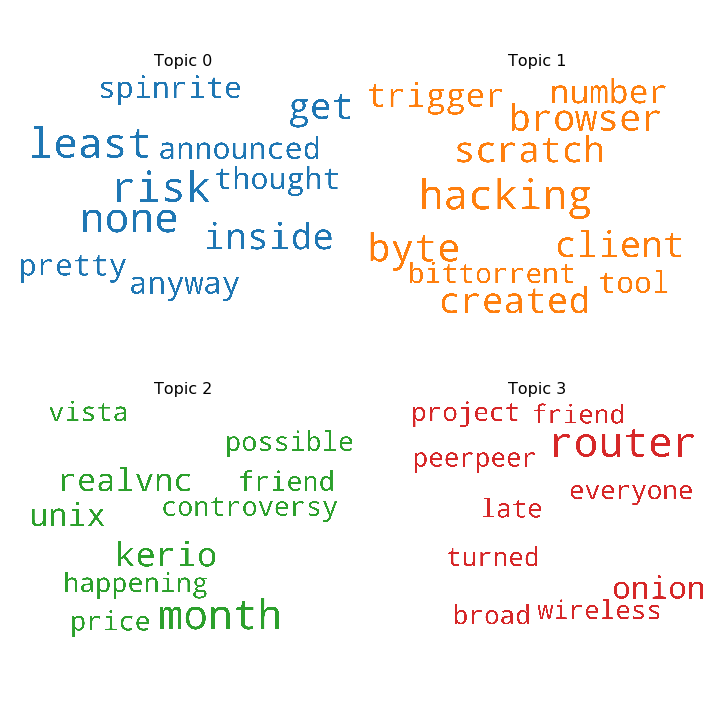 Topic 0
spinrite
get
least
announced
risk
thought
none
inside
pretty
anyway
Topic 1
trigger
number
browser
scratch
hacking
byte
client
bittorrent
tool
created
Topic 2
vista
possible
realvnc
friend
controversy
unix
kerio
happening
price
month
Topic 3
project
friend
router
peerpeer
everyone
late
turned
onion
broad
wireless